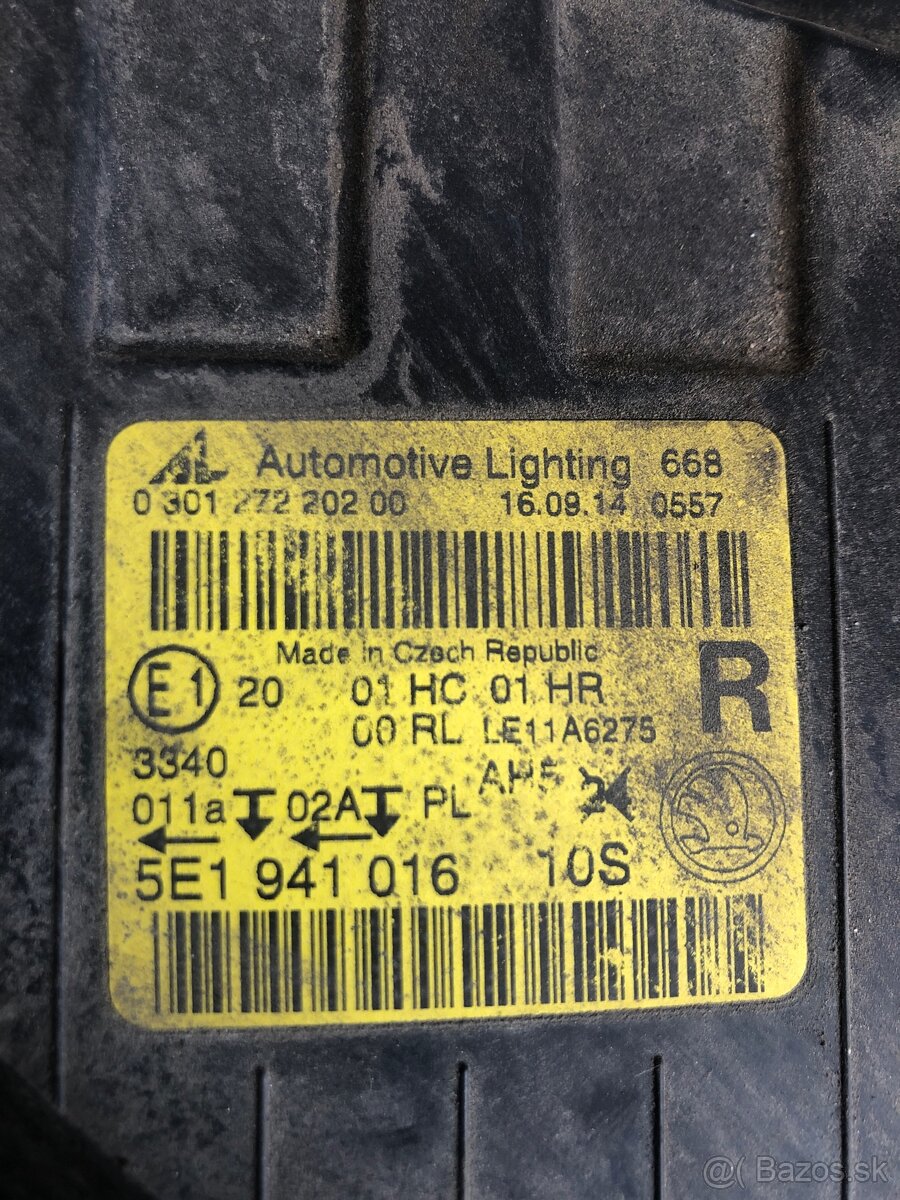 AL Automotive Lighting 668
0 301 272 202 00 16.09.14 0557
Made in Czech Republic
E1 20 01 HC 01 HR R
00 RL LE11A6275
3340
011a 02A PL
5E1 941 016 10S
@( Bazos.sk